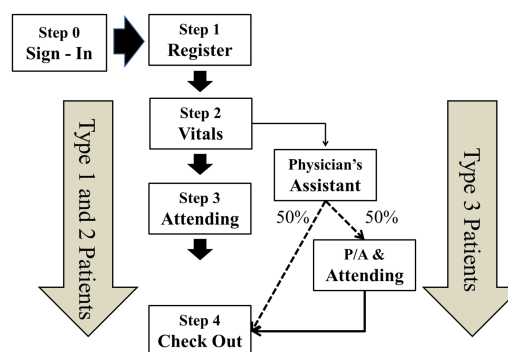 Step 0
Sign - In
Step 1
Register
Step 2
Vitals
Physician's
Assistant
Step 3
Attending
50%
50%
P/A &
Attending
Step 4
Check Out
Type 1 and 2 Patients
Type 3 Patients